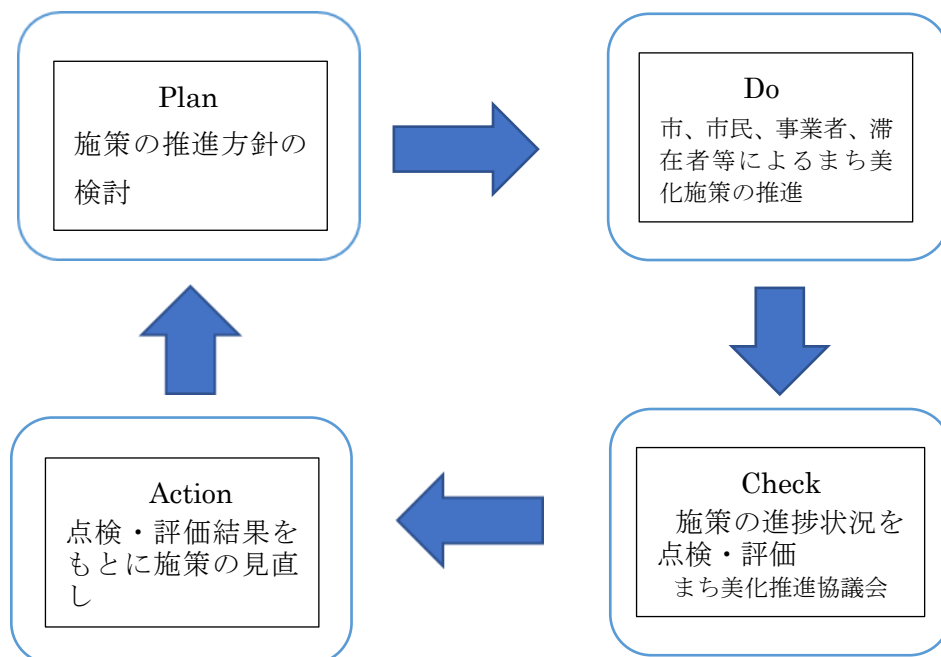 Plan
施策の推進方針の
検討
Do
市、市民、事業者、滞
在者等によるまち美
化施策の推進
Action
点検・評価結果を
もとに施策の見直
し
Check
施策の進捗状況を
点検・評価
まち美化推進協議会